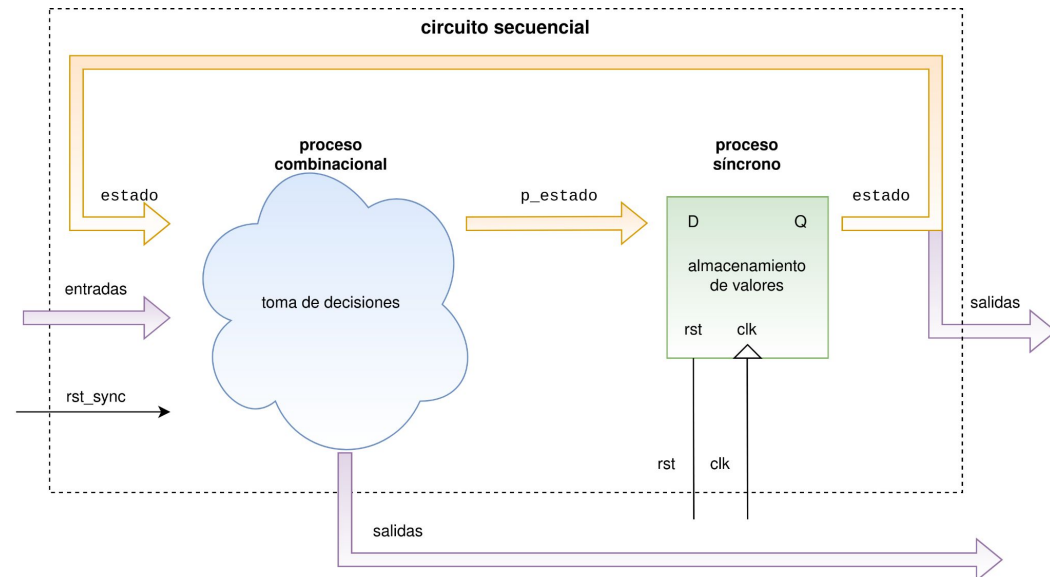 circuito secuencial
proceso
combinacional
proceso
síncrono
estado
p_estado
estado
D
Q
almacenamiento
de valores
entradas
toma de decisiones
salidas
rst
clk
rst_sync
rst
clk
salidas